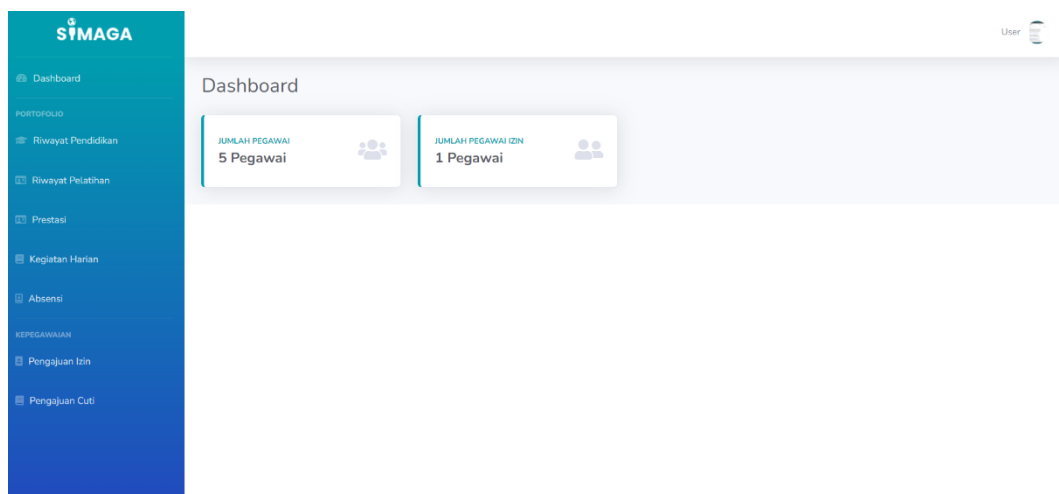 SiMAGA
User
Dashboard
PORTOFOLIO
Riwayat Pendidikan
Riwayat Pelatihan
Prestasi
Kegiatan Harian
Absensi
KEPEGAWAIAN
Pengajuan Izin
Pengajuan Cuti
Dashboard
JUMLAH PEGAWAI
5 Pegawai
JUMLAH PEGAWAI IZIN
1 Pegawai